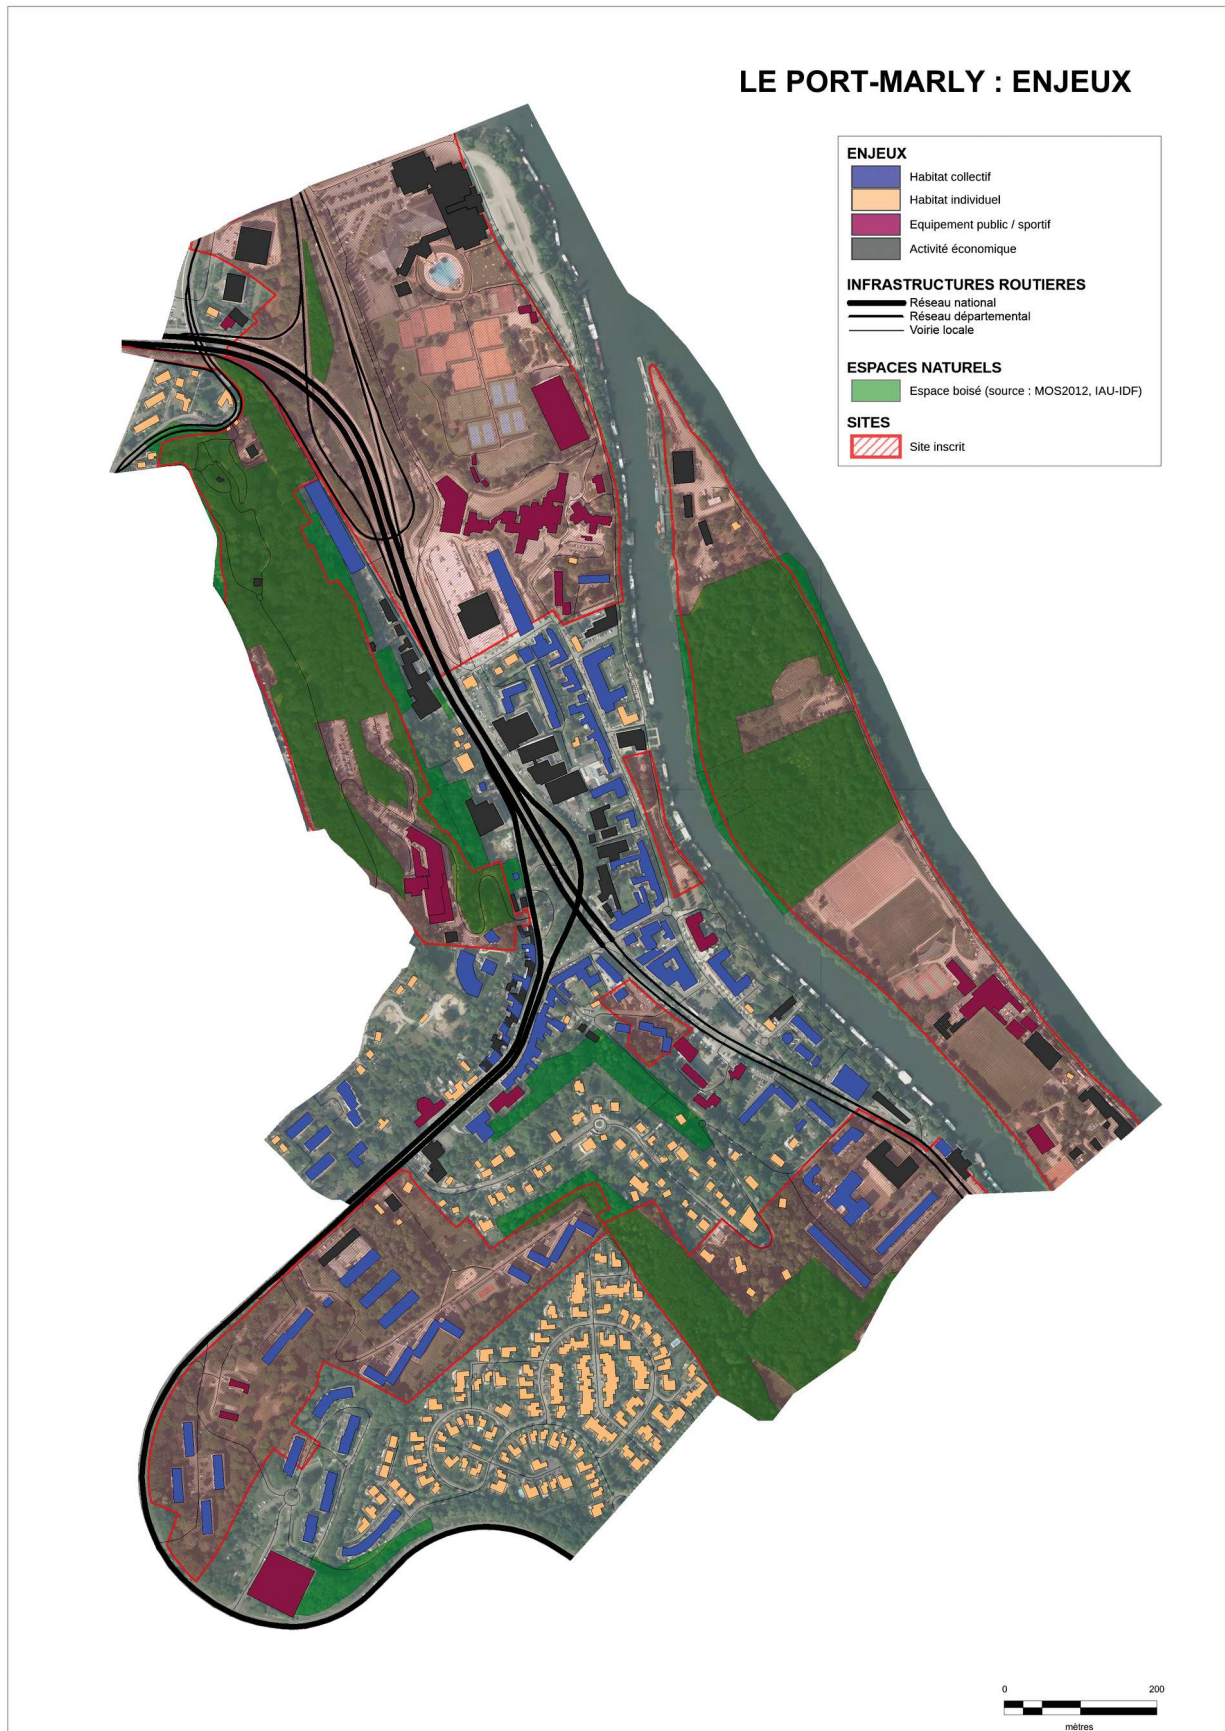 LE PORT-MARLY : ENJEUX
ENJEUX
Habitat collectif
Habitat individuel
Equipement public / sportif
Activité économique
INFRASTRUCTURES ROUTIERES
Réseau national
Réseau départemental
Voirie locale
ESPACES NATURELS
Espace boisé (source : MOS2012, IAU-IDF)
SITES
Site inscrit
0 200
mètres